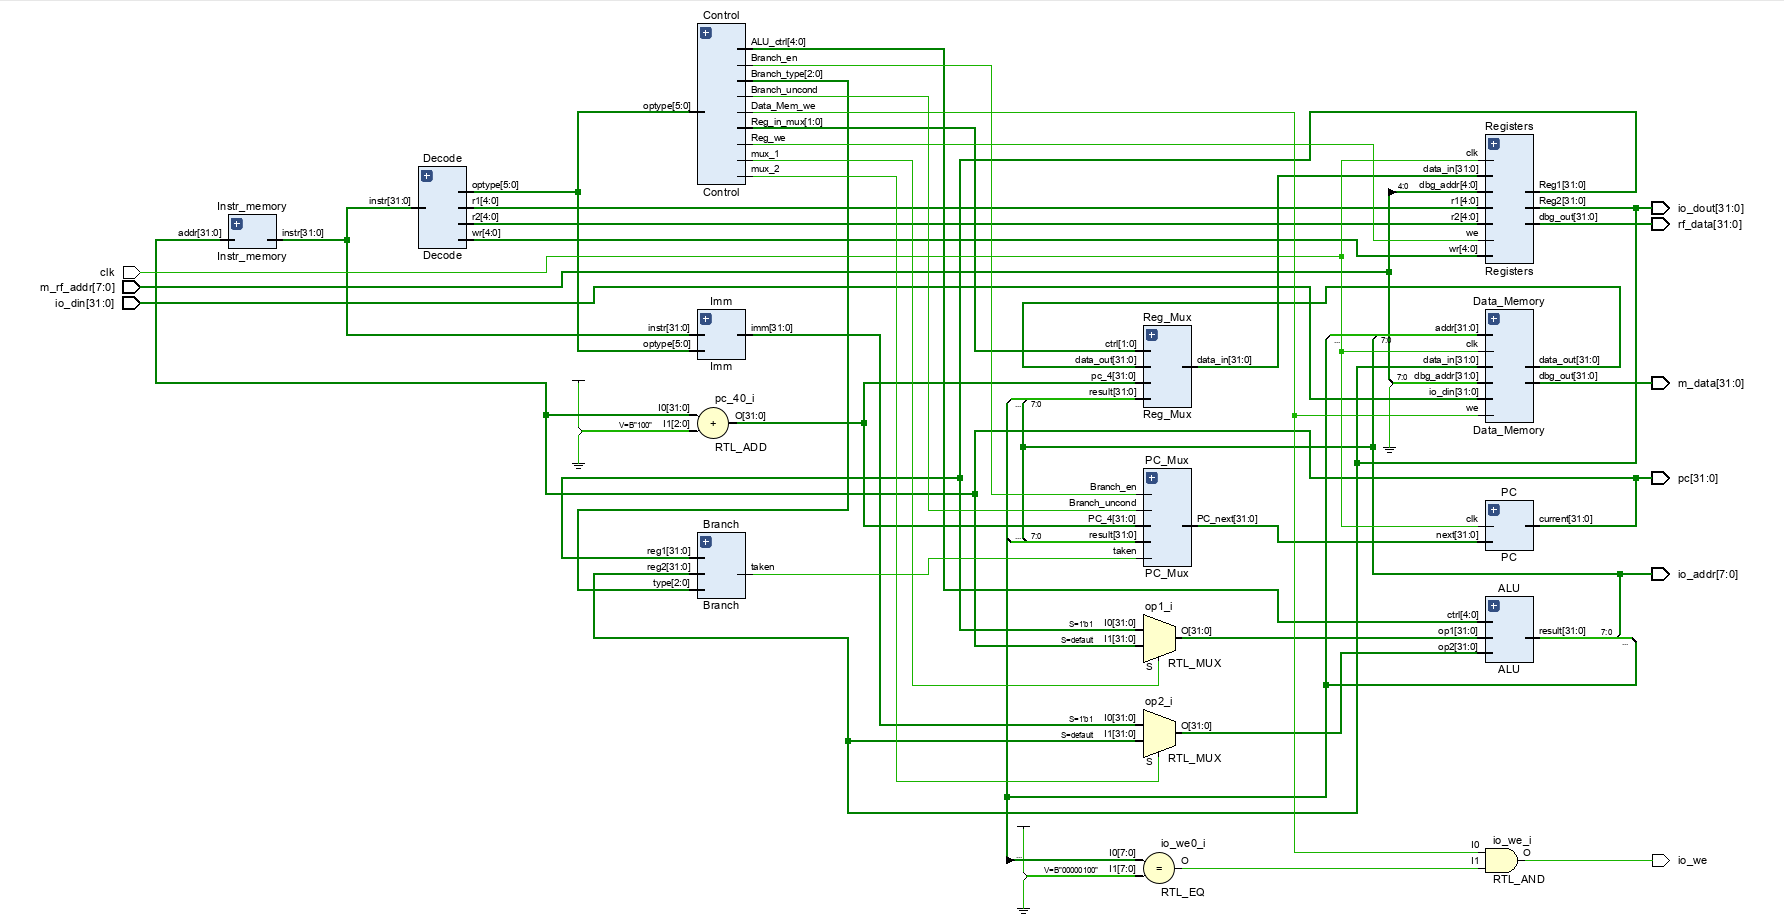 Control
optype[5:0]
ALU_ctrl[4:0]
Branch_en
Branch_type[2:0]
Branch_uncond
Data_Mem_we
Reg_in_mux[1:0]
Reg_we
mux_1
mux_2
Control
Decode
instr[31:0]
optype[5:0]
r1[4:0]
r2[4:0]
wr[4:0]
Decode
Instr_memory
addr[31:0]
instr[31:0]
Instr_memory
clk
m_rf_addr[7:0]
io_din[31:0]
Registers
clk
data_in[31:0]
4:0
dbg_addr[4:0]
r1[4:0]
r2[4:0]
we
wr[4:0]
Reg1[31:0]
Reg2[31:0]
dbg_out[31:0]
Registers
io_dout[31:0]
rf_data[31:0]
Imm
instr[31:0]
optype[5:0]
imm[31:0]
Imm
Reg_Mux
ctrl[1:0]
data_out[31:0]
pc_4[31:0]
result[31:0]
... 7:0
data_in[31:0]
Reg_Mux
Data_Memory
addr[31:0]
... 7:0
clk
data_in[31:0]
7:0
dbg_addr[31:0]
io_din[31:0]
we
data_out[31:0]
dbg_out[31:0]
Data_Memory
m_data[31:0]
pc_40_i
I0[31:0]
V=B"100"
I1[2:0]
+
O[31:0]
RTL_ADD
PC_Mux
Branch_en
Branch_uncond
PC_4[31:0]
result[31:0]
... 7:0
taken
PC_next[31:0]
PC_Mux
pc[31:0]
PC
clk
next[31:0]
current[31:0]
PC
Branch
reg1[31:0]
reg2[31:0]
type[2:0]
taken
Branch
io_addr[7:0]
ALU
ctrl[4:0]
op1[31:0]
op2[31:0]
result[31:0]
7:0
...
ALU
op1_i
S=1'b1 I0[31:0]
S=default I1[31:0]
S
O[31:0]
RTL_MUX
op2_i
S=1'b1 I0[31:0]
S=default I1[31:0]
S
O[31:0]
RTL_MUX
io_we0_i
...
I0[7:0]
V=B"00000100" I1[7:0]
=
O
RTL_EQ
io_we_i
I0
I1
O
RTL_AND
io_we